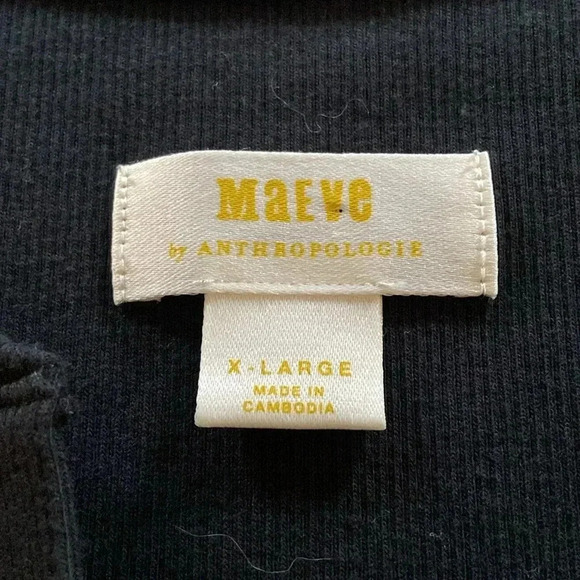 MaEVe
by ANTHROPOLOGIE
X-LARGE
MADE IN
CAMBODIA